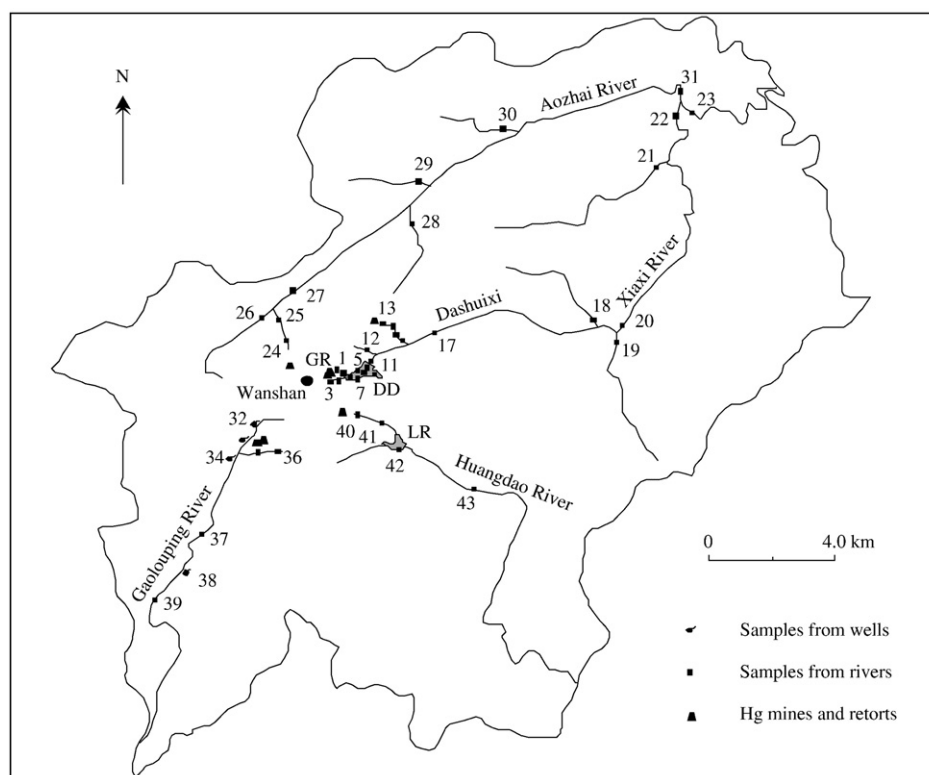 N
31
23
Aozhai River
30
22
21
29
28
Xiaxi River
27
26
25
13
Dashuixi
18
20
12
17
19
24
GR
1
5
11
Wanshan
3
7
DD
32
40
41
LR
34
36
42
Huangdao River
43
37
Gaolouping River
0 4.0 km
38
39
Samples from wells
Samples from rivers
Hg mines and retorts